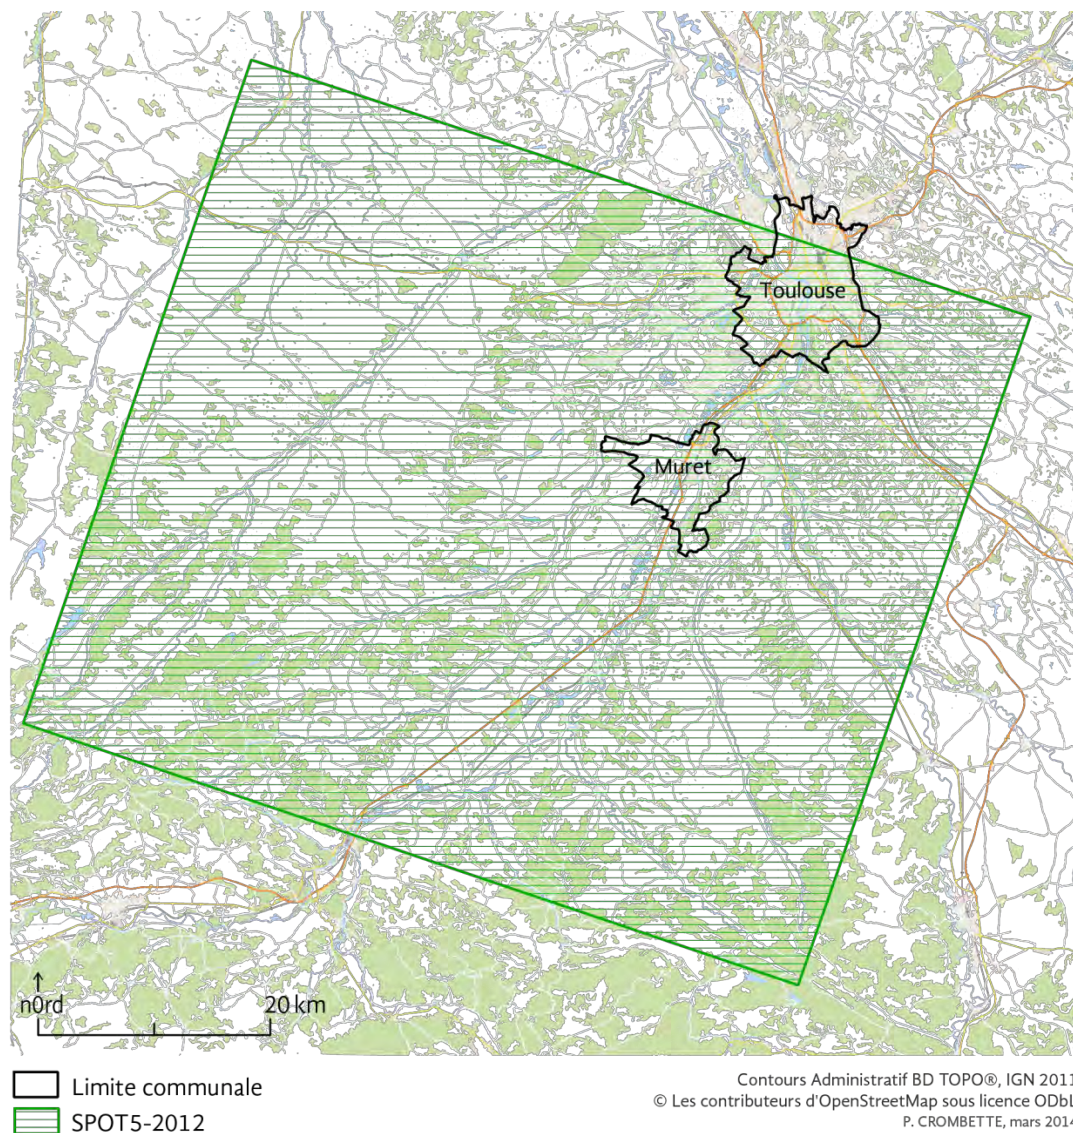 Toulouse
Muret
n0rd
20 km
Limite communale
SPOT5-2012
Contours Administratif BD TOPO®, IGN 2011
© Les contributeurs d'OpenStreetMap sous licence ODbL
P. CROMBETTE, mars 2014